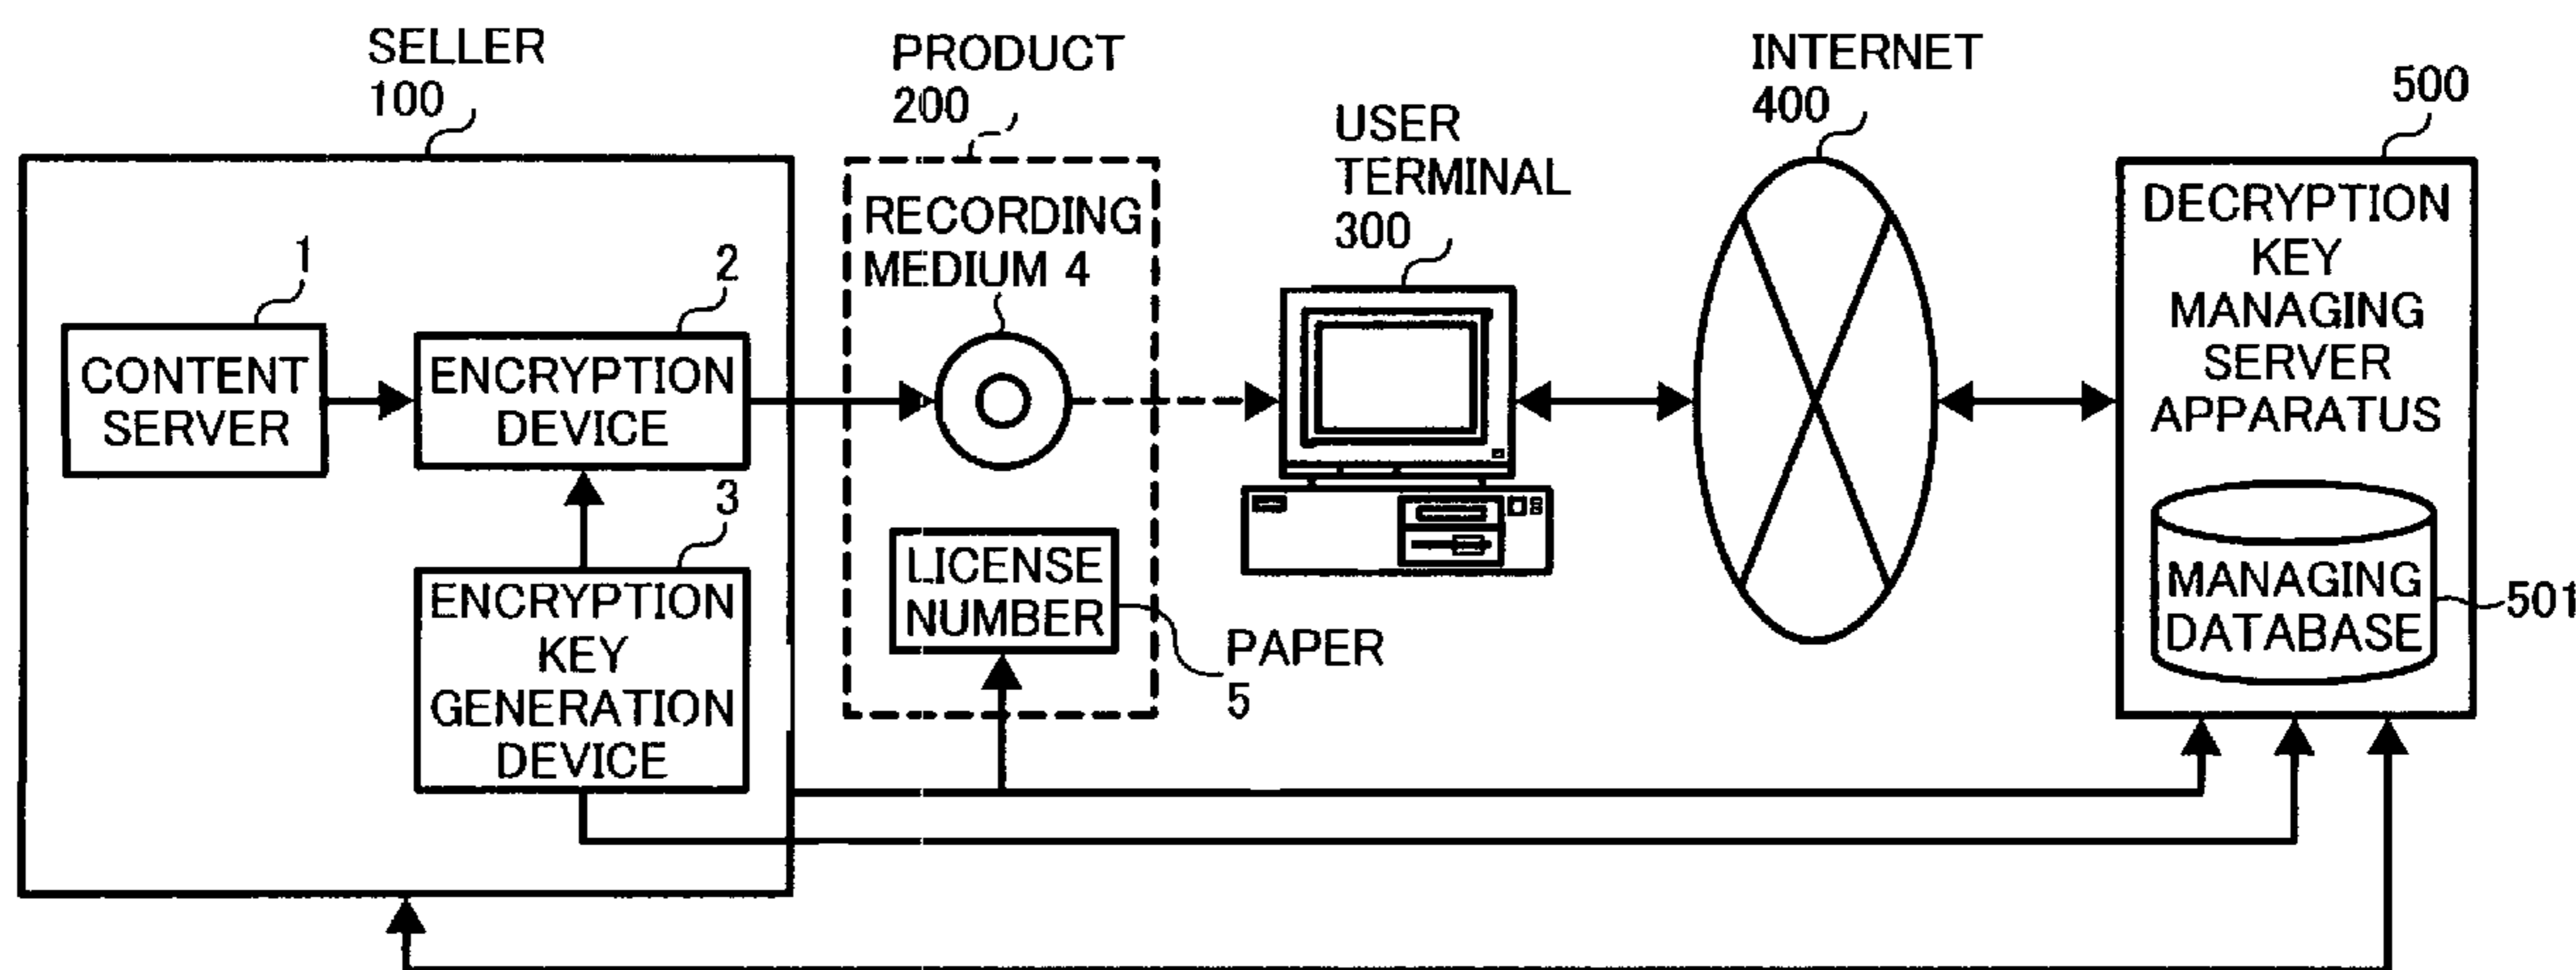 SELLER
100
1
CONTENT
SERVER
2
ENCRYPTION
DEVICE
3
ENCRYPTION
KEY
GENERATION
DEVICE
PRODUCT
200
RECORDING
MEDIUM 4
LICENSE
NUMBER
PAPER
5
USER
TERMINAL
300
INTERNET
400
500
DECRYPTION
KEY
MANAGING
SERVER
APPARATUS
MANAGING
DATABASE
501